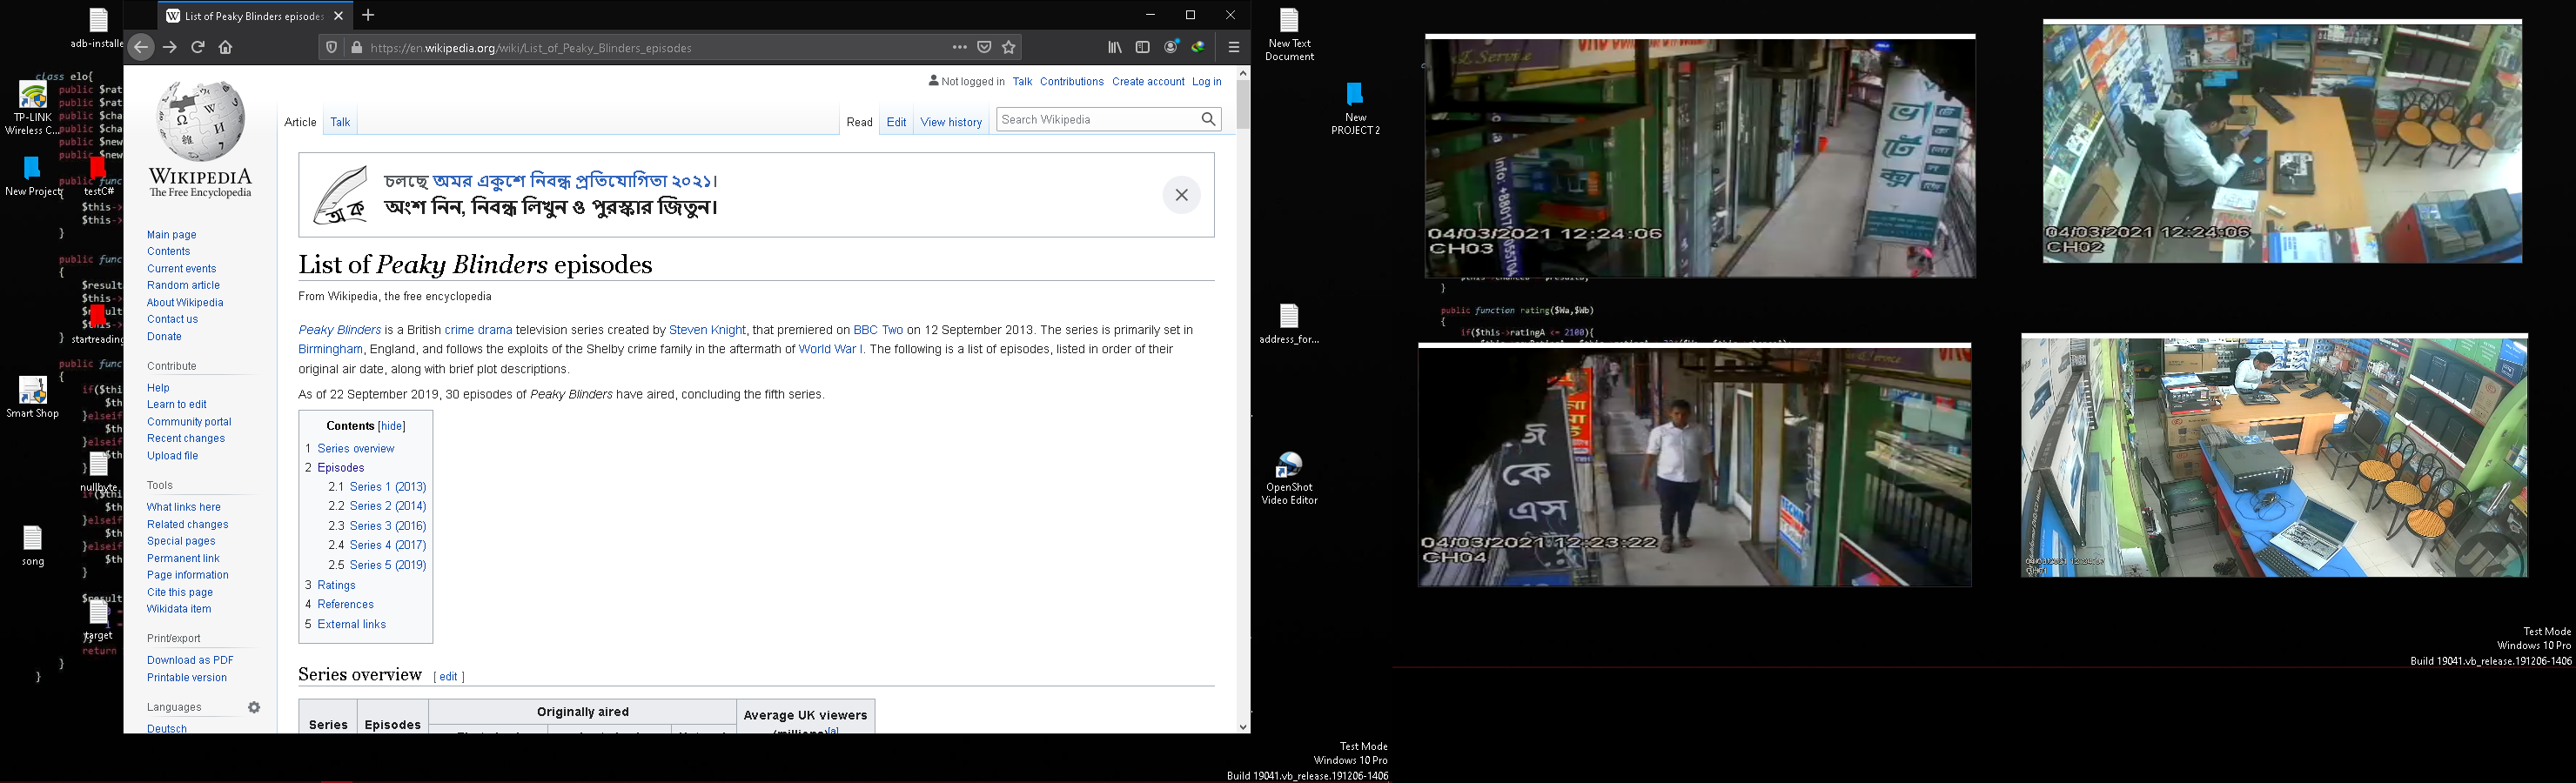 adb-installe
class elo{
public $rat
public $rat
public $cha
public $cha
public $new
public $new
TP-LINK
Wireless C...
New Project
testC#
public func
{
$this->
$this->
}
public func
{
$result
$this->
$result
$this->
}
startreading
public func
{
if($thi
$th
}elseif
$th
}elseif
$th
}
Smart Shop
nullbyte
if($thi
$th
}elseif
$th
}elseif
$th
}
song
$result
target
return
}
}
List of Peaky Blinders episodes
https://en.wikipedia.org/wiki/List_of_Peaky_Blinders_episodes
Not logged in Talk Contributions Create account Log in
Article Talk Read Edit View history Search Wikipedia
WIKIPEDIA
The Free Encyclopedia
Main page
Contents
Current events
Random article
About Wikipedia
Contact us
Donate
Contribute
Help
Learn to edit
Community portal
Recent changes
Upload file
Tools
What links here
Related changes
Special pages
Permanent link
Page information
Cite this page
Wikidata item
Print/export
Download as PDF
Printable version
Languages
Deutsch
অ ক
চলছে অমর একুশে নিবন্ধ প্রতিযোগিতা ২০২১।
অংশ নিন, নিবন্ধ লিখুন ও পুরস্কার জিতুন।
List of Peaky Blinders episodes
From Wikipedia, the free encyclopedia
Peaky Blinders is a British crime drama television series created by Steven Knight, that premiered on BBC Two on 12 September 2013. The series is primarily set in
Birmingham, England, and follows the exploits of the Shelby crime family in the aftermath of World War I. The following is a list of episodes, listed in order of their
original air date, along with brief plot descriptions.
As of 22 September 2019, 30 episodes of Peaky Blinders have aired, concluding the fifth series.
Contents [hide]
1 Series overview
2 Episodes
2.1 Series 1 (2013)
2.2 Series 2 (2014)
2.3 Series 3 (2016)
2.4 Series 4 (2017)
2.5 Series 5 (2019)
3 Ratings
4 References
5 External links
Series overview [ edit ]
Series Episodes Originally aired Average UK viewers
(millions)[a]
New Text
Document
New
PROJECT 2
address_for...
OpenShot
Video Editor
Test Mode
Windows 10 Pro
Build 19041.vb_release.191206-1406
Service
04/03/2021 12:24:06
CH03
04/03/2021 12:24:06
CH02
}
public function rating($Wa,$Wb)
{
if($this->ratingA <= 2100){
জি
কে
এস
04/03/2021 12:23:22
CH04
Test Mode
Windows 10 Pro
Build 19041.vb_release.191206-1406